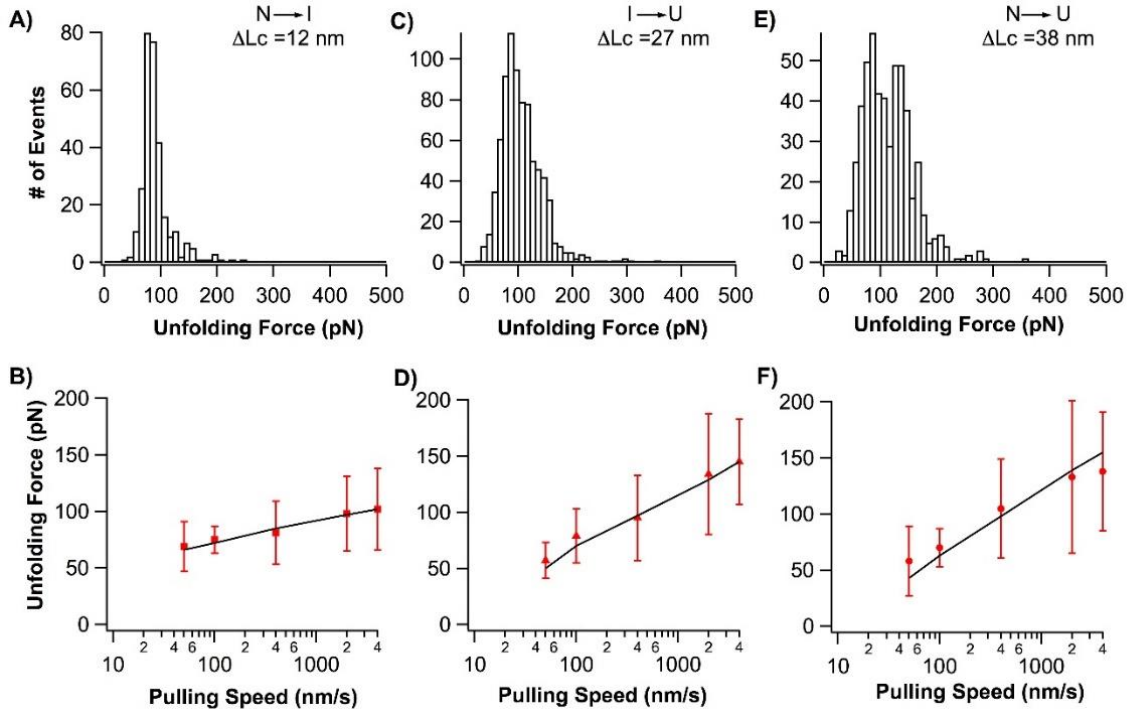 A)
N → I
ΔLc =12 nm
80
60
40
20
0
# of Events
0 100 200 300 400 500
Unfolding Force (pN)
C)
I → U
ΔLc =27 nm
100
80
60
40
20
0
0 100 200 300 400 500
Unfolding Force (pN)
E)
N → U
ΔLc =38 nm
50
40
30
20
10
0
0 100 200 300 400 500
Unfolding Force (pN)
B)
200
150
100
50
0
Unfolding Force (pN)
10 2 4 6 100 2 4 6 1000 2 4
Pulling Speed (nm/s)
D)
200
150
100
50
0
10 2 4 6 100 2 4 6 1000 2 4
Pulling Speed (nm/s)
F)
200
150
100
50
0
10 2 4 6 100 2 4 6 1000 2 4
Pulling Speed (nm/s)